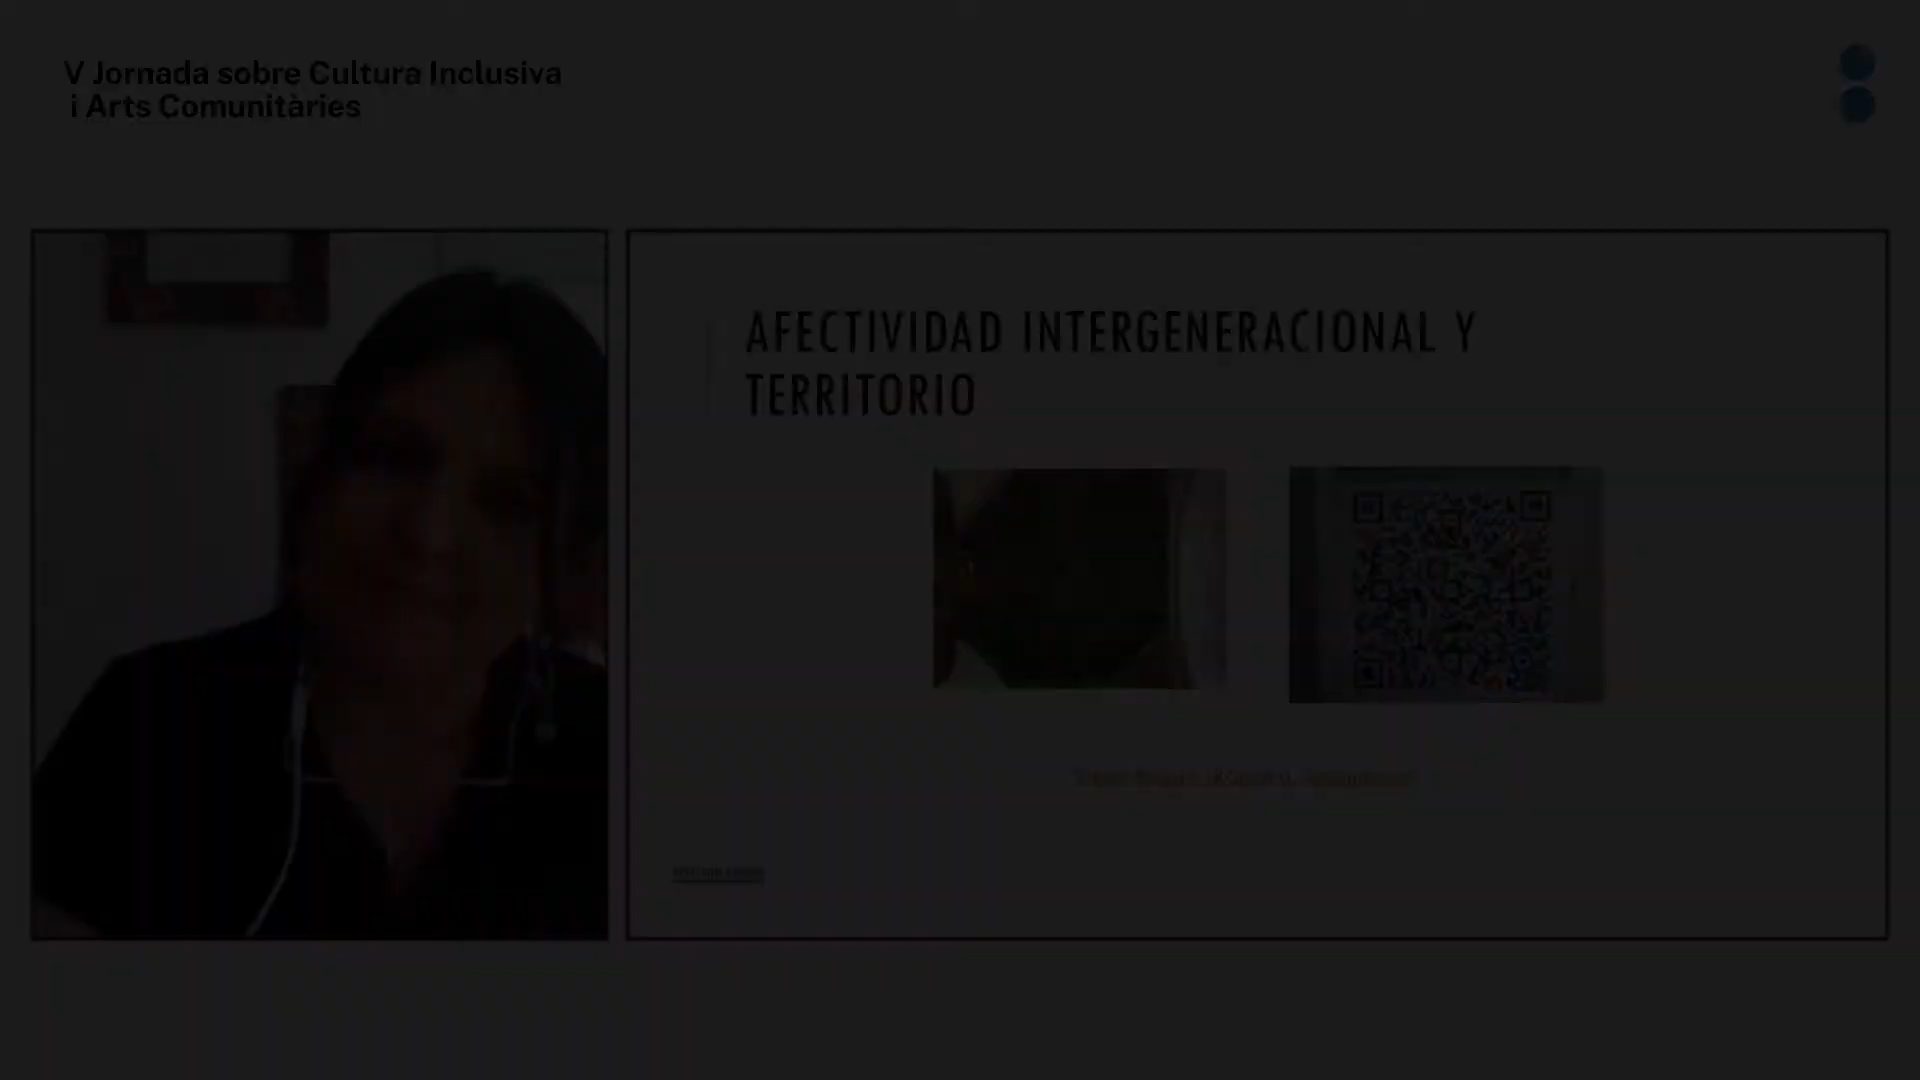 V Jornada sobre Cultura Inclusiva
i Arts Comunitàries
AFECTIVIDAD INTERGENERACIONAL Y
TERRITORIO